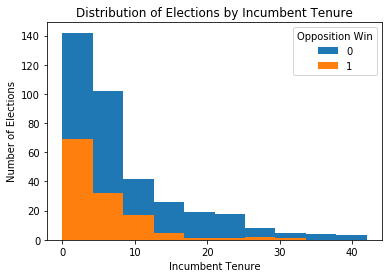 Distribution of Elections by Incumbent Tenure
Opposition Win
0
1
Number of Elections
140
120
100
80
60
40
20
0
0 10 20 30 40
Incumbent Tenure